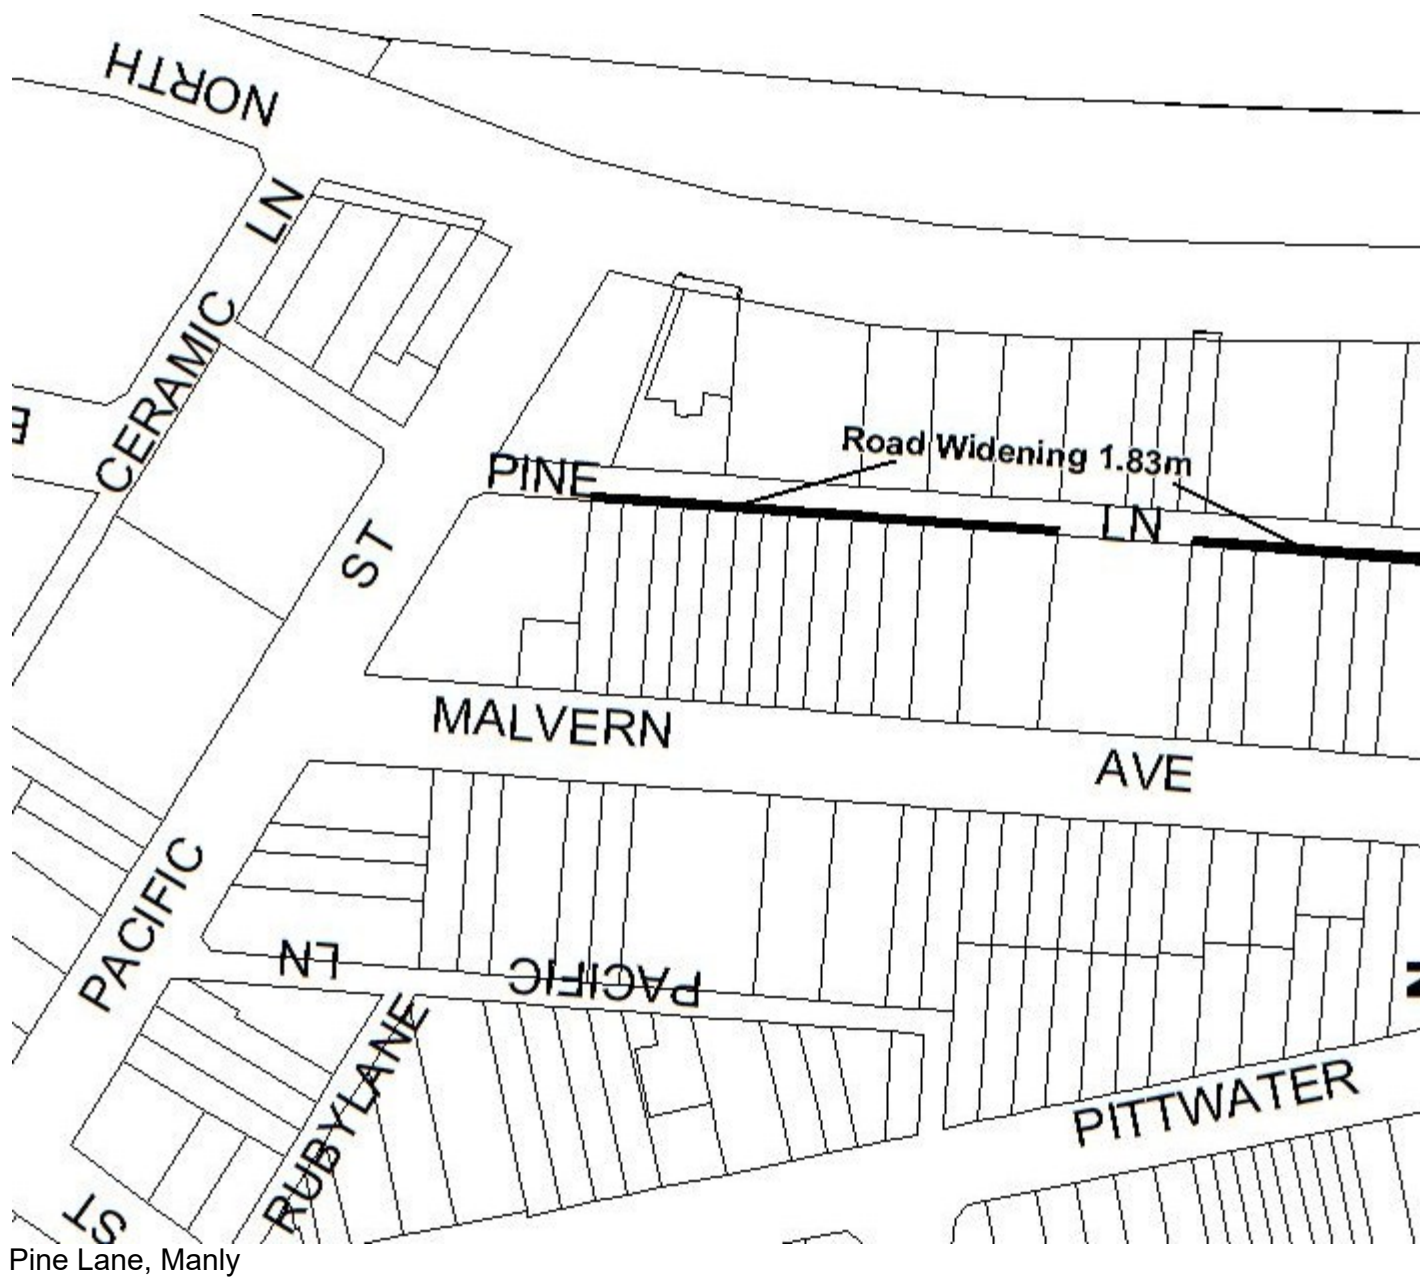 NORTH
LN
CERAMIC
E
PINE
Road Widening 1.83m
LN
ST
MALVERN
AVE
PACIFIC
LN
PACIFIC
RUBYLANE
N
PITTWATER
ST
Pine Lane, Manly